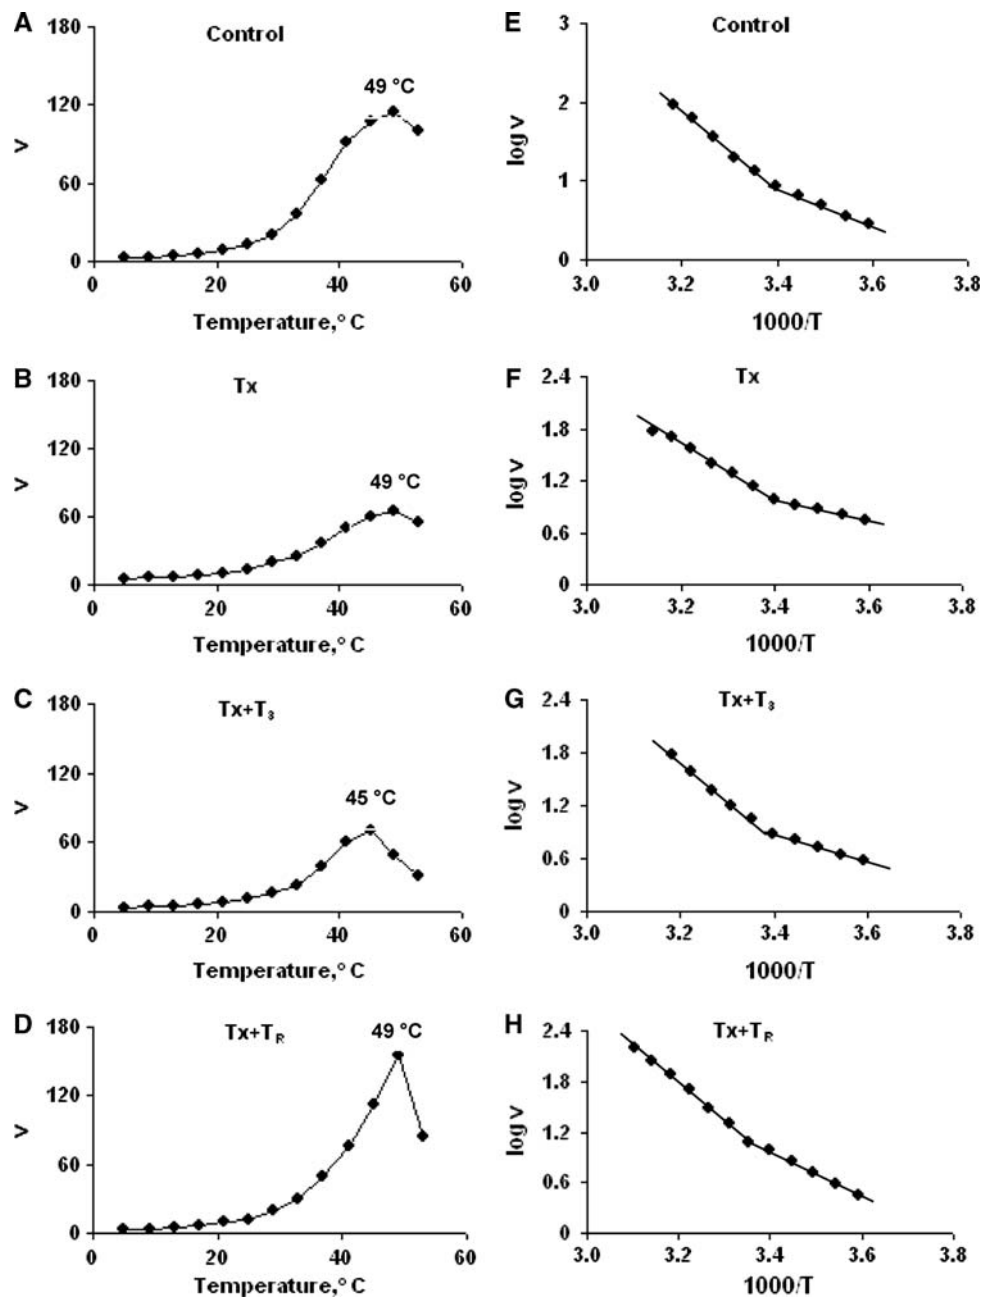 A
Control
180
120
60
0
V
49 °C
0 20 40 60
Temperature,° C
E
Control
3
2
1
0
log V
3.0 3.2 3.4 3.6 3.8
1000/T
B
Tx
180
120
60
0
V
49 °C
0 20 40 60
Temperature,° C
F
Tx
2.4
1.8
1.2
0.6
0
log V
3.0 3.2 3.4 3.6 3.8
1000/T
C
Tx+T₃
180
120
60
0
V
45 °C
0 20 40 60
Temperature,° C
G
Tx+T₃
2.4
1.8
1.2
0.6
0
log V
3.0 3.2 3.4 3.6 3.8
1000/T
D
Tx+TR
180
120
60
0
V
49 °C
0 20 40 60
Temperature,° C
H
Tx+TR
2.4
1.8
1.2
0.6
0
log V
3.0 3.2 3.4 3.6 3.8
1000/T